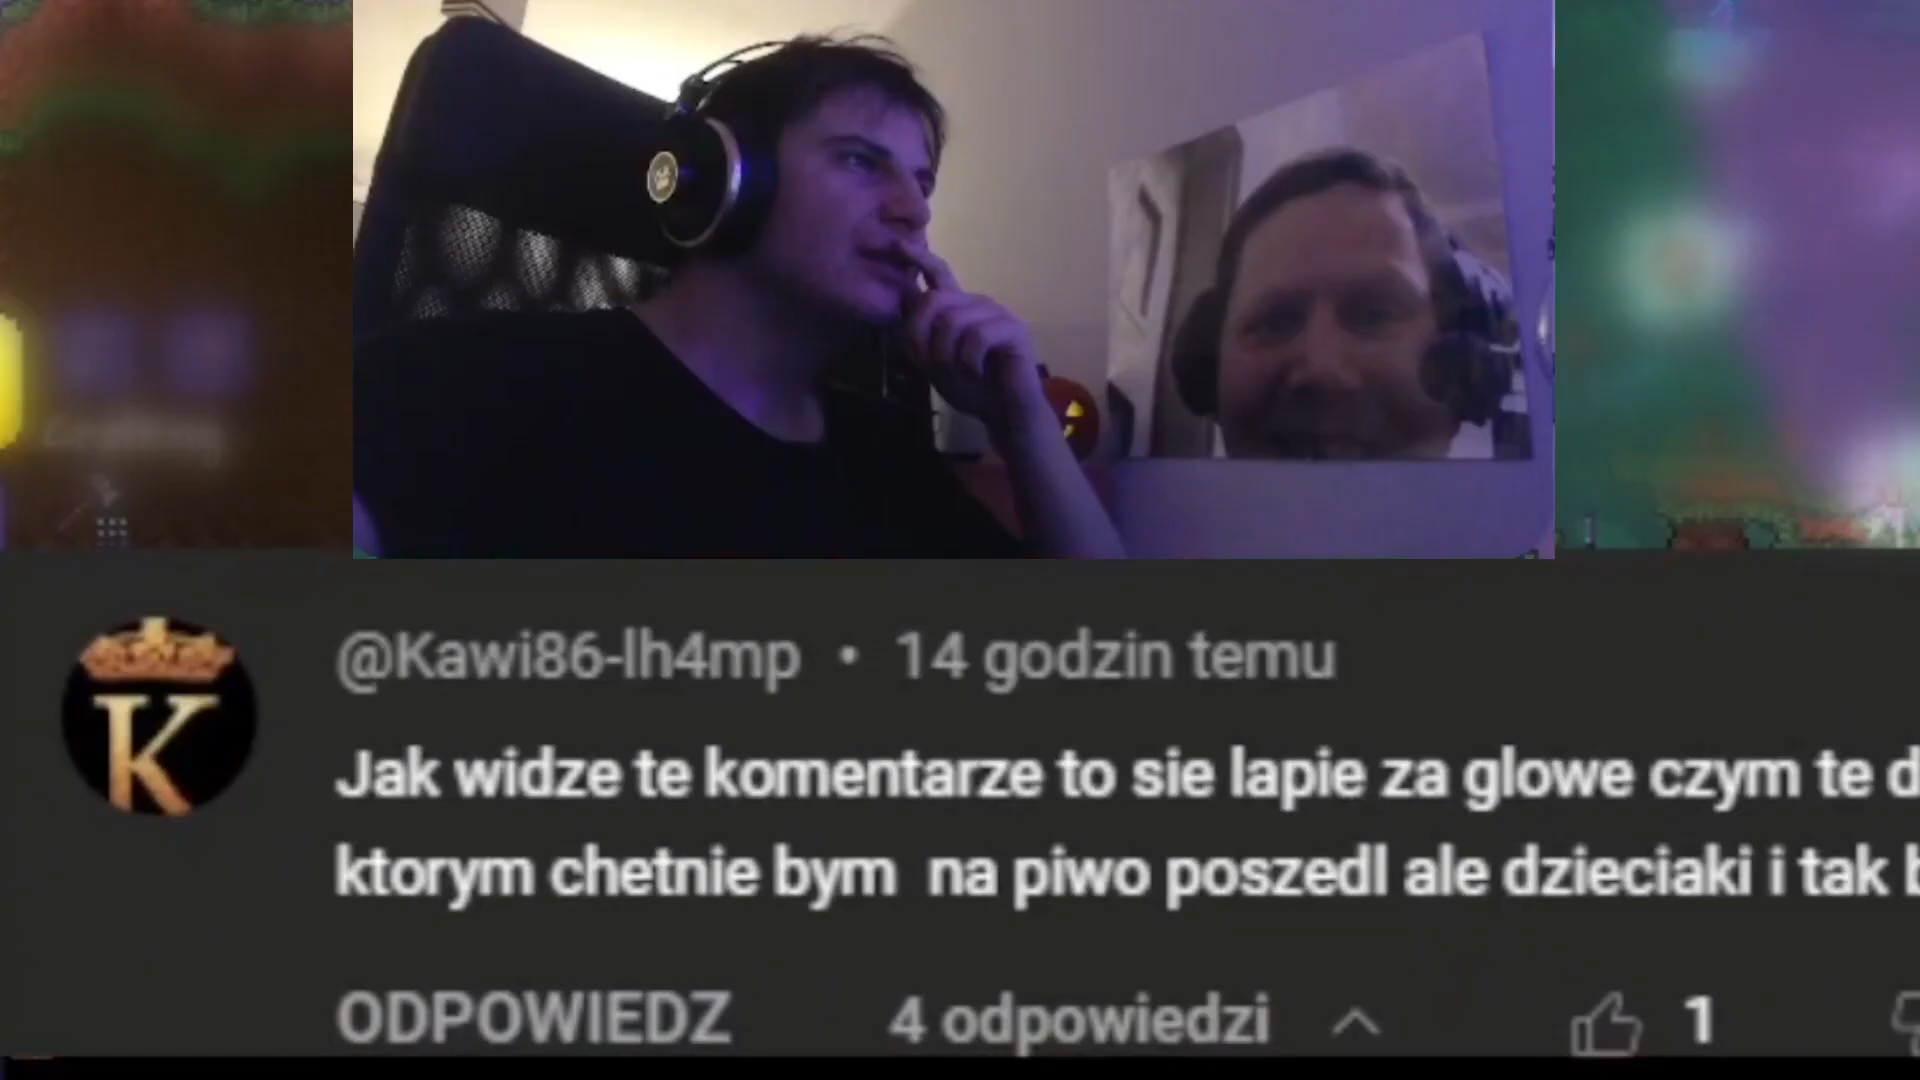 @Kawi86-lh4mp • 14 godzin temu
K
Jak widze te komentarze to sie lapie za glowe czym te
ktorym chetnie bym na piwo poszedl ale dzieciaki i tak
ODPOWIEDZ 4 odpowiedzi 1